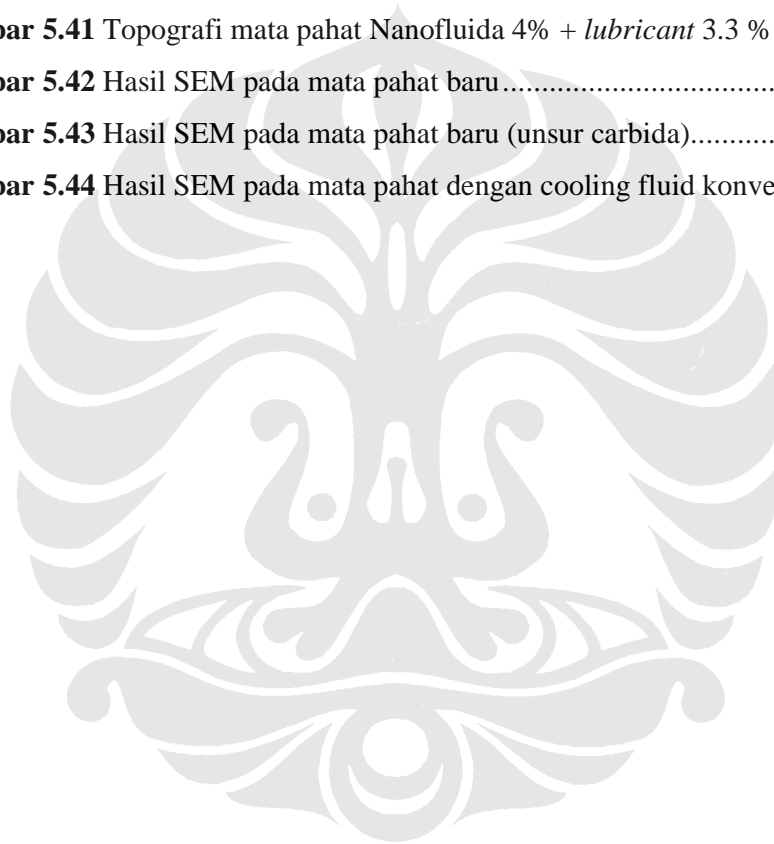 bar 5.41 Topografi mata pahat Nanofluida 4% + lubricant 3.3 %
bar 5.42 Hasil SEM pada mata pahat baru...................................
bar 5.43 Hasil SEM pada mata pahat baru (unsur carbida)...........
bar 5.44 Hasil SEM pada mata pahat dengan cooling fluid konve